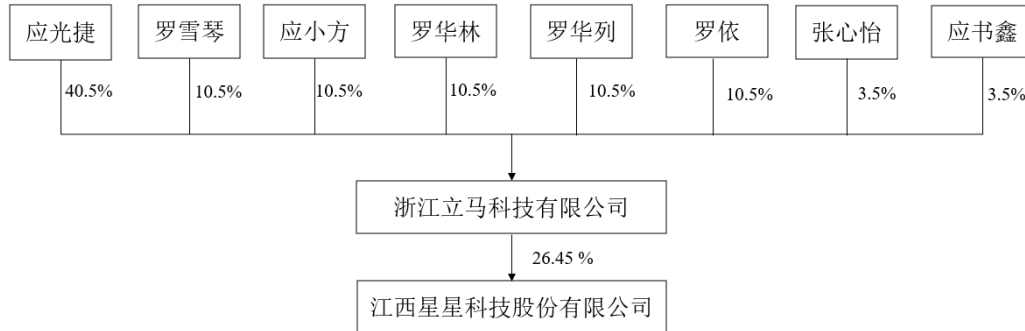 应光捷 罗雪琴 应小方 罗华林 罗华列 罗依 张心怡 应书鑫
40.5% 10.5% 10.5% 10.5% 10.5% 10.5% 3.5% 3.5%
浙江立马科技有限公司
26.45 %
江西星星科技股份有限公司